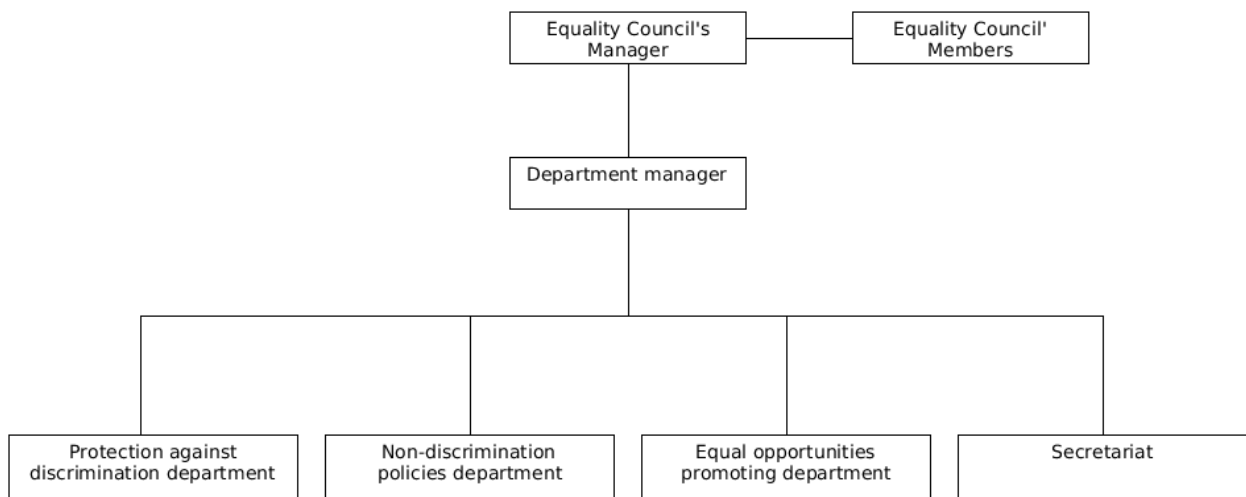 Equality Council's
Manager
Equality Council'
Members
Department manager
Protection against
discrimination department
Non-discrimination
policies department
Equal opportunities
promoting department
Secretariat